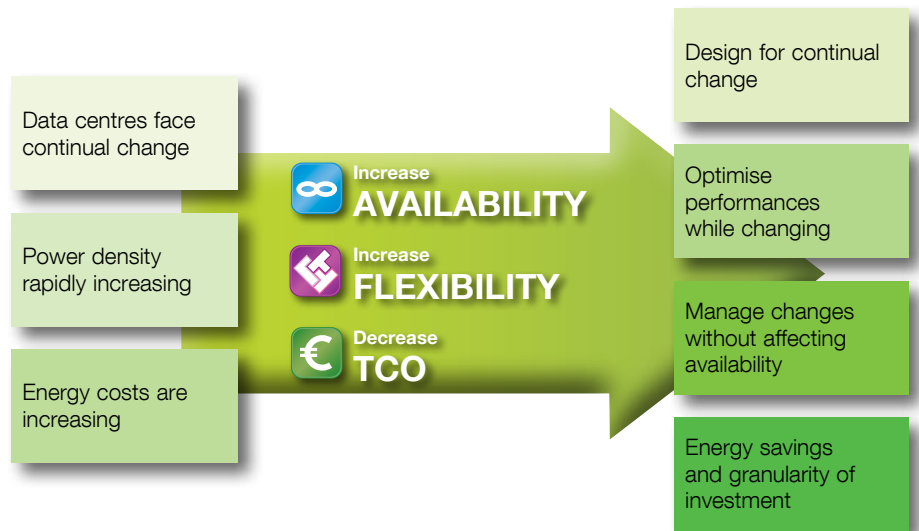 Data centres face
continual change
Power density
rapidly increasing
Energy costs are
increasing
Increase
AVAILABILITY
Increase
FLEXIBILITY
€
Decrease
TCO
Design for continual
change
Optimise
performances
while changing
Manage changes
without affecting
availability
Energy savings
and granularity of
investment